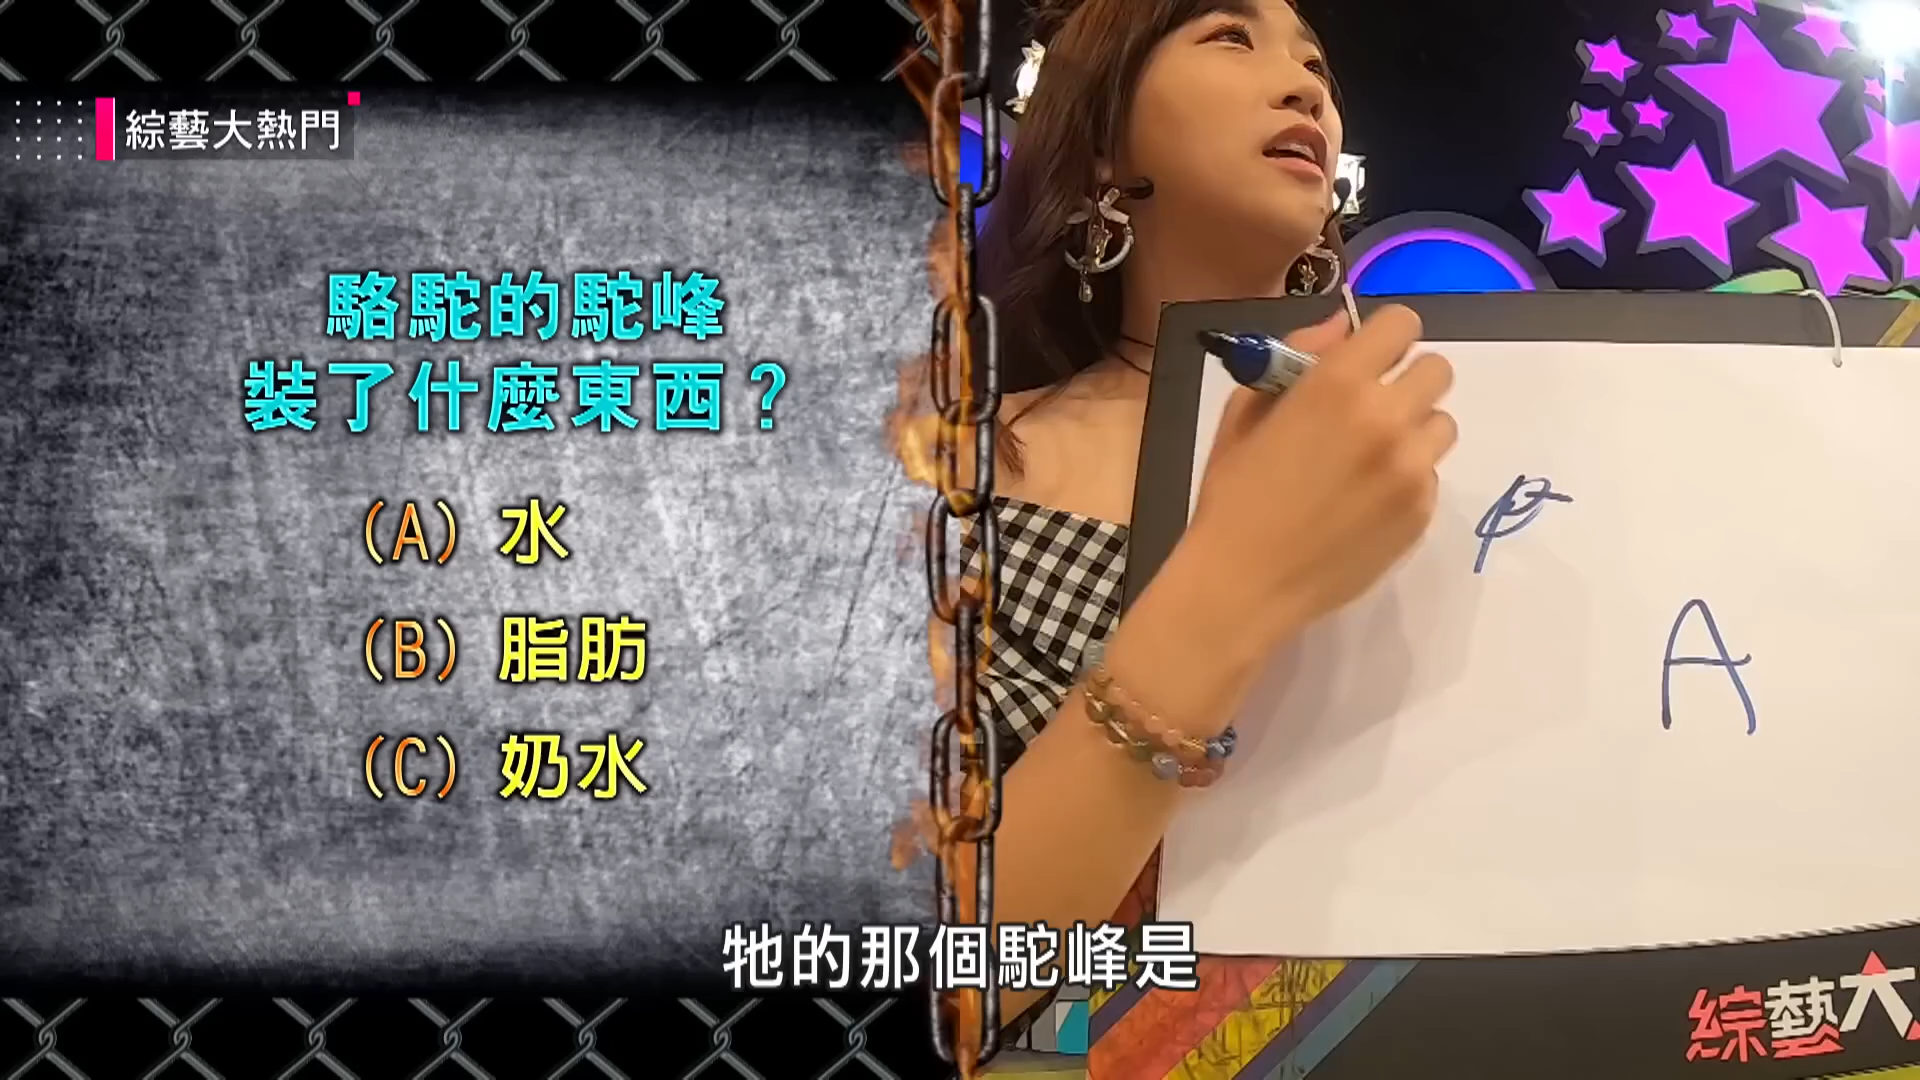 綜藝大熱門
駱駝的駝峰
裝了什麼東西？
(A) 水
(B) 脂肪
(C) 奶水
A
牠的那個駝峰是
綜藝大